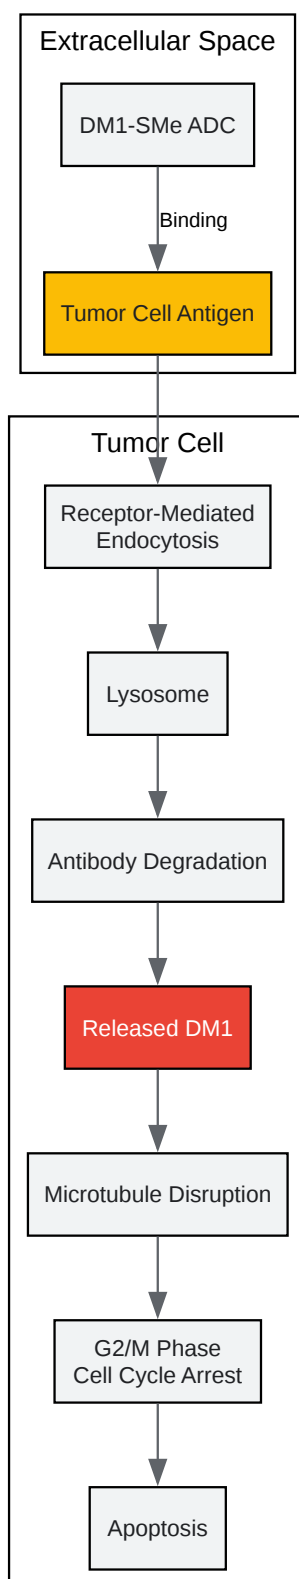 Extracellular Space
DM1-SMe ADC
Binding
Tumor Cell Antigen
Tumor Cell
Receptor-Mediated
Endocytosis
Lysosome
Antibody Degradation
Released DM1
Microtubule Disruption
G2/M Phase
Cell Cycle Arrest
Apoptosis